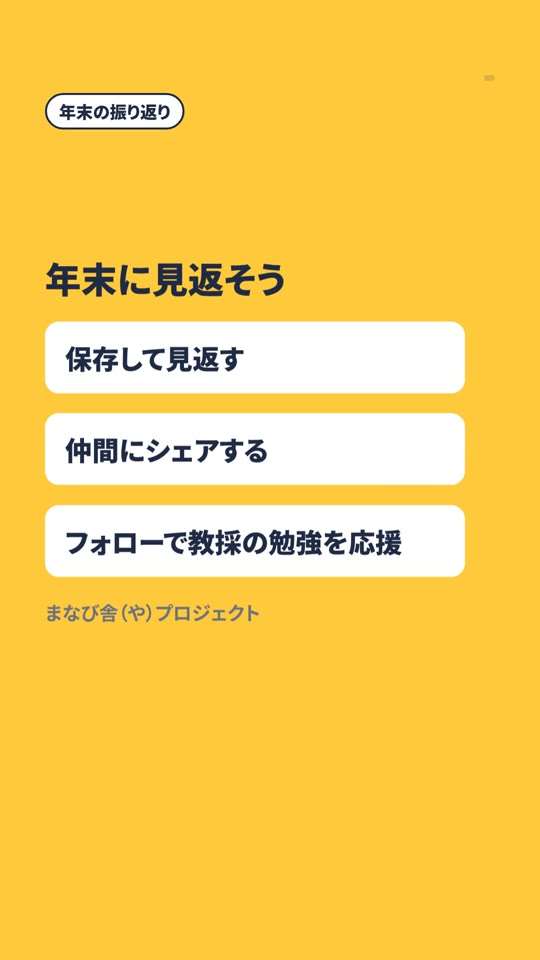 年末の振り返り
年末に見返そう
保存して見返す
仲間にシェアする
フォローで教採の勉強を応援
まなび舎（や）プロジェクト